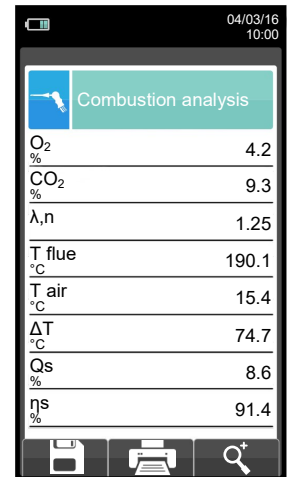 04/03/16
10:00
Combustion analysis
O2
%
4.2
CO2
%
9.3
λ,n
1.25
T flue
°C
190.1
T air
°C
15.4
ΔT
°C
74.7
Qs
%
8.6
ηs
%
91.4